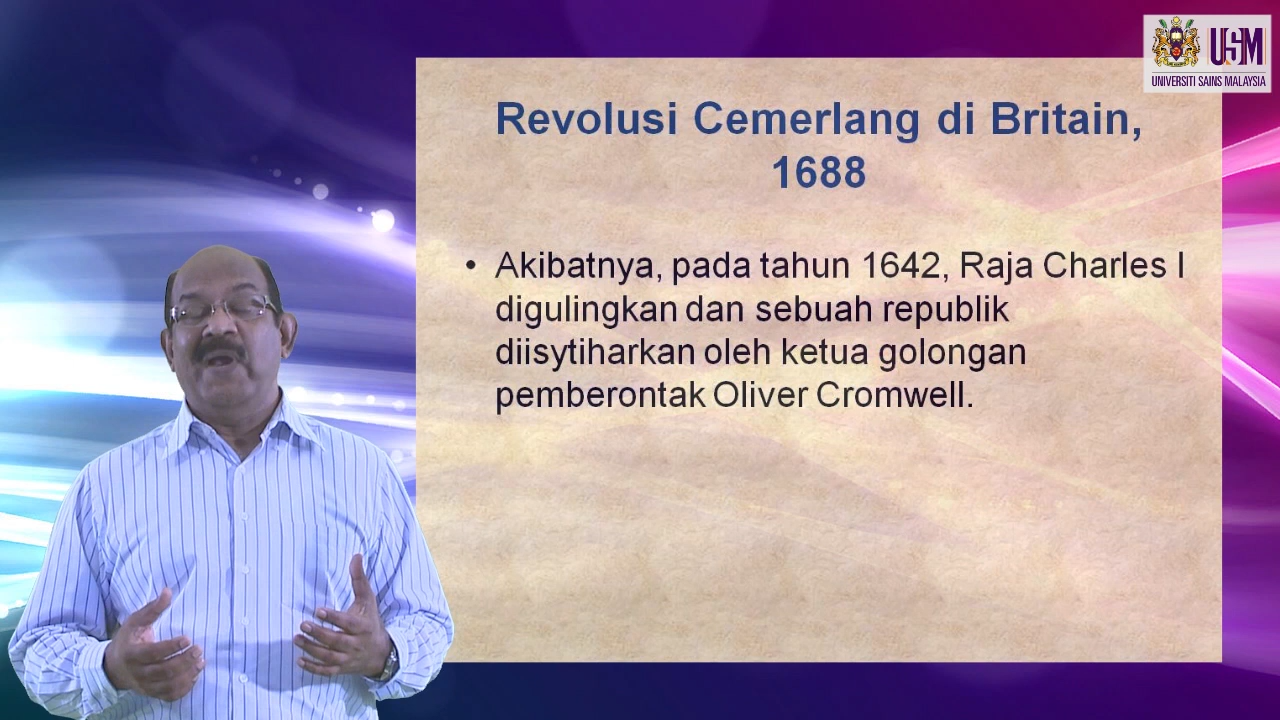 USM
UNIVERSITI SAINS MALAYSIA
Revolusi Cemerlang di Britain,
1688
• Akibatnya, pada tahun 1642, Raja Charles I
digulingkan dan sebuah republik
diisytiharkan oleh ketua golongan
pemberontak Oliver Cromwell.